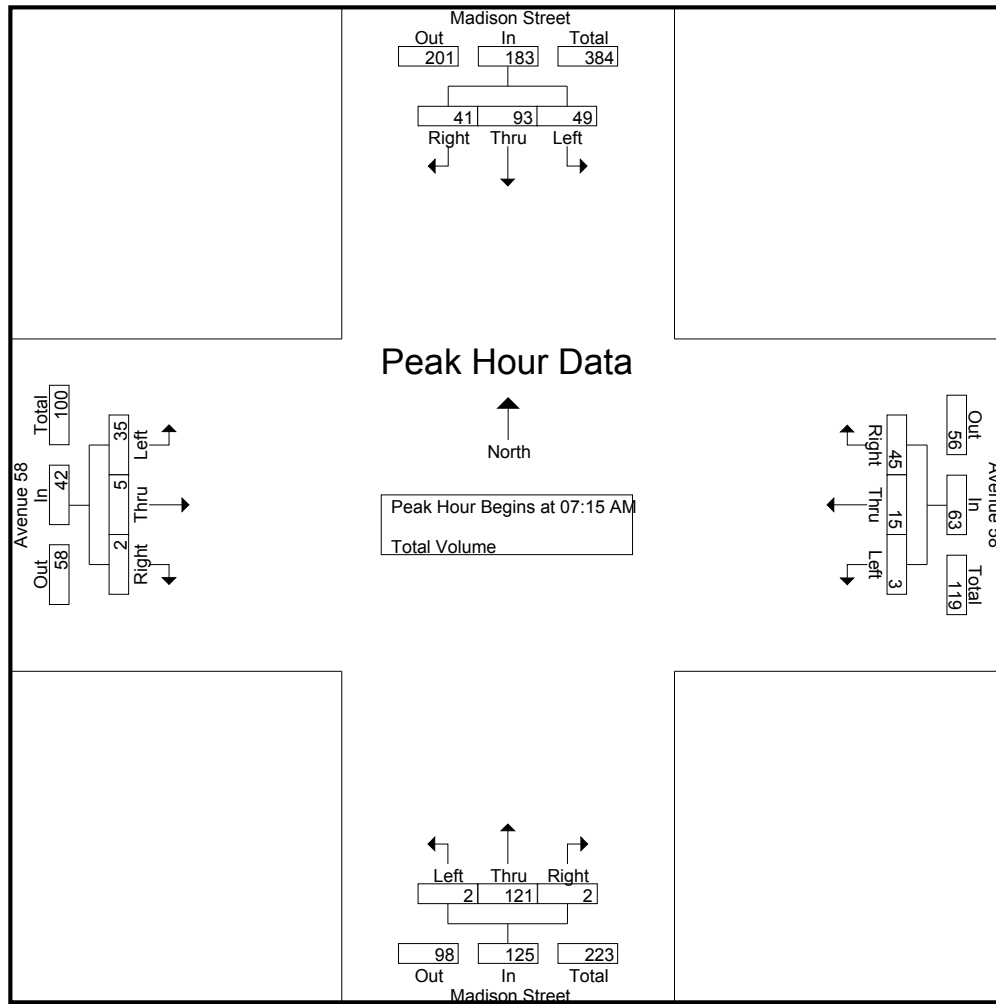 Madison Street
Out In Total
201 183 384
41 93 49
Right Thru Left
Peak Hour Data
North
Peak Hour Begins at 07:15 AM
Total Volume
Avenue 58
Out In Total
58 42 100
Right Thru Left
2 5 35
Avenue 58
Out In Total
56 63 119
Right Thru Left
45 15 3
Left Thru Right
2 121 2
98 125 223
Out In Total
Madison Street